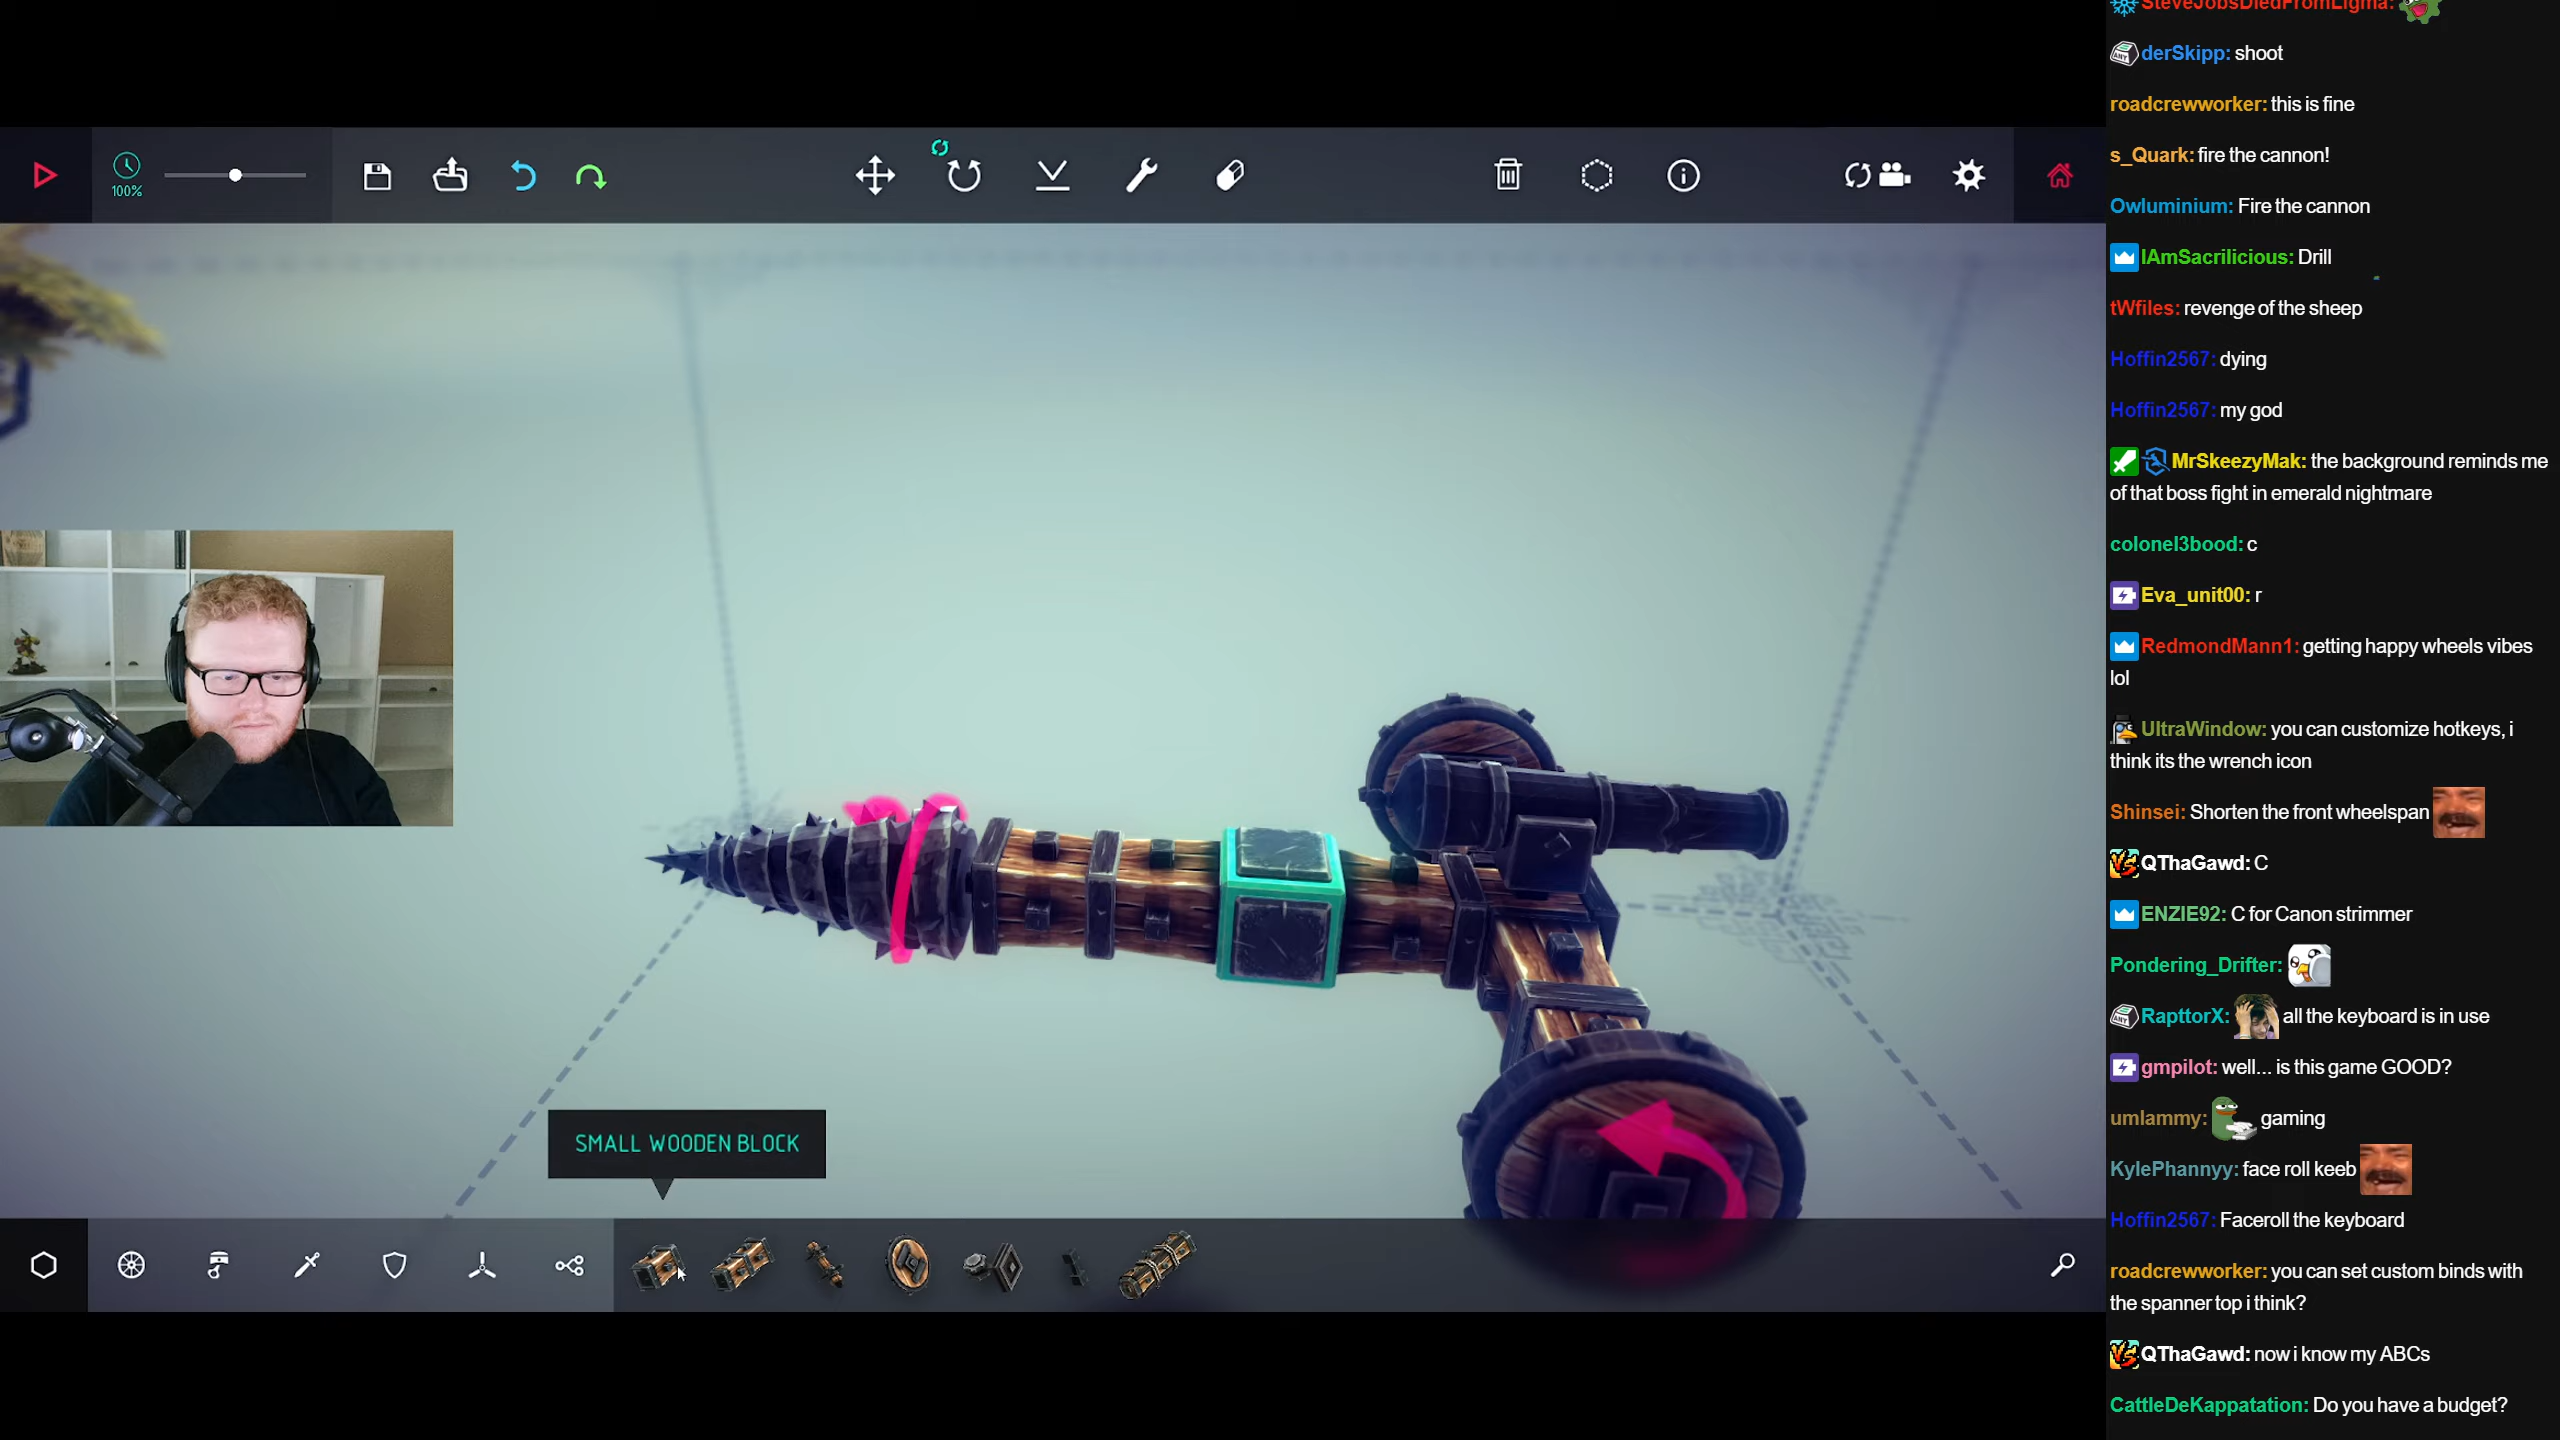 100%
SMALL WOODEN BLOCK
SteveJobsDiedFromLigma:
derSkipp: shoot
roadcrewworker: this is fine
s_Quark: fire the cannon!
Owluminium: Fire the cannon
IAmSacrilicious: Drill
tWfiles: revenge of the sheep
Hoffin2567: dying
Hoffin2567: my god
MrSkeezyMak: the background reminds me
of that boss fight in emerald nightmare
colonel3bood: c
Eva_unit00: r
RedmondMann1: getting happy wheels vibes
lol
UltraWindow: you can customize hotkeys, i
think its the wrench icon
Shinsei: Shorten the front wheelspan
QThaGawd: C
ENZIE92: C for Canon strimmer
Pondering_Drifter:
RapttorX: all the keyboard is in use
gmpilot: well... is this game GOOD?
umlammy: gaming
KylePhannyy: face roll keeb
Hoffin2567: Faceroll the keyboard
roadcrewworker: you can set custom binds with
the spanner top i think?
QThaGawd: now i know my ABCs
CattleDeKappatation: Do you have a budget?